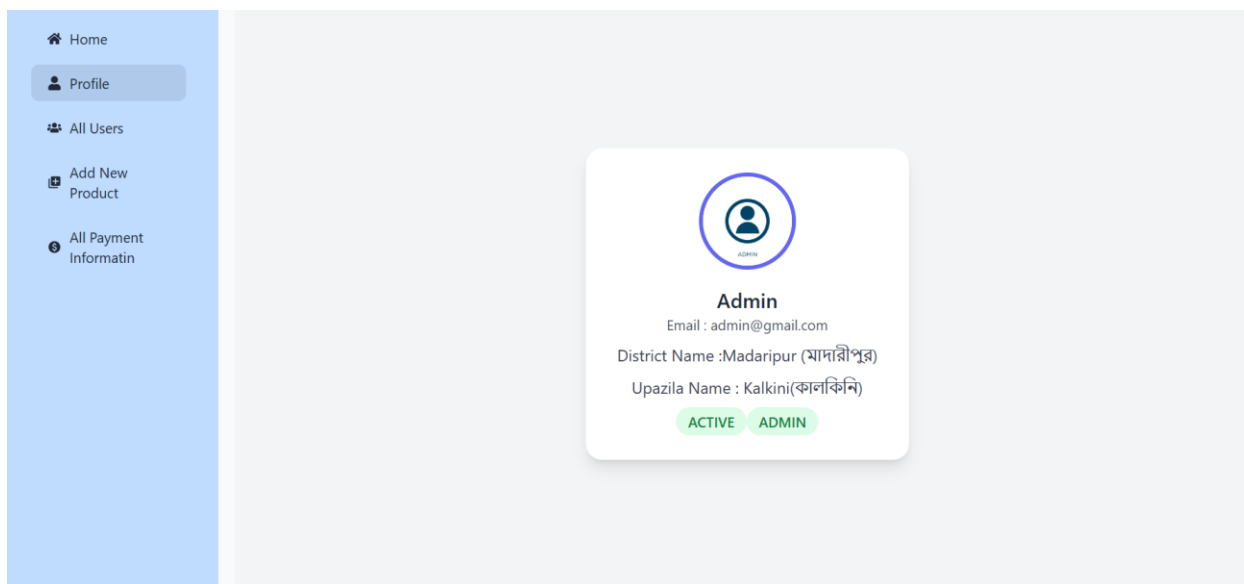 Home
Profile
All Users
Add New
Product
All Payment
Informatin
ADMIN
Admin
Email : admin@gmail.com
District Name :Madaripur (মাদারীপুর)
Upazila Name : Kalkini(কালকিনি)
ACTIVE ADMIN